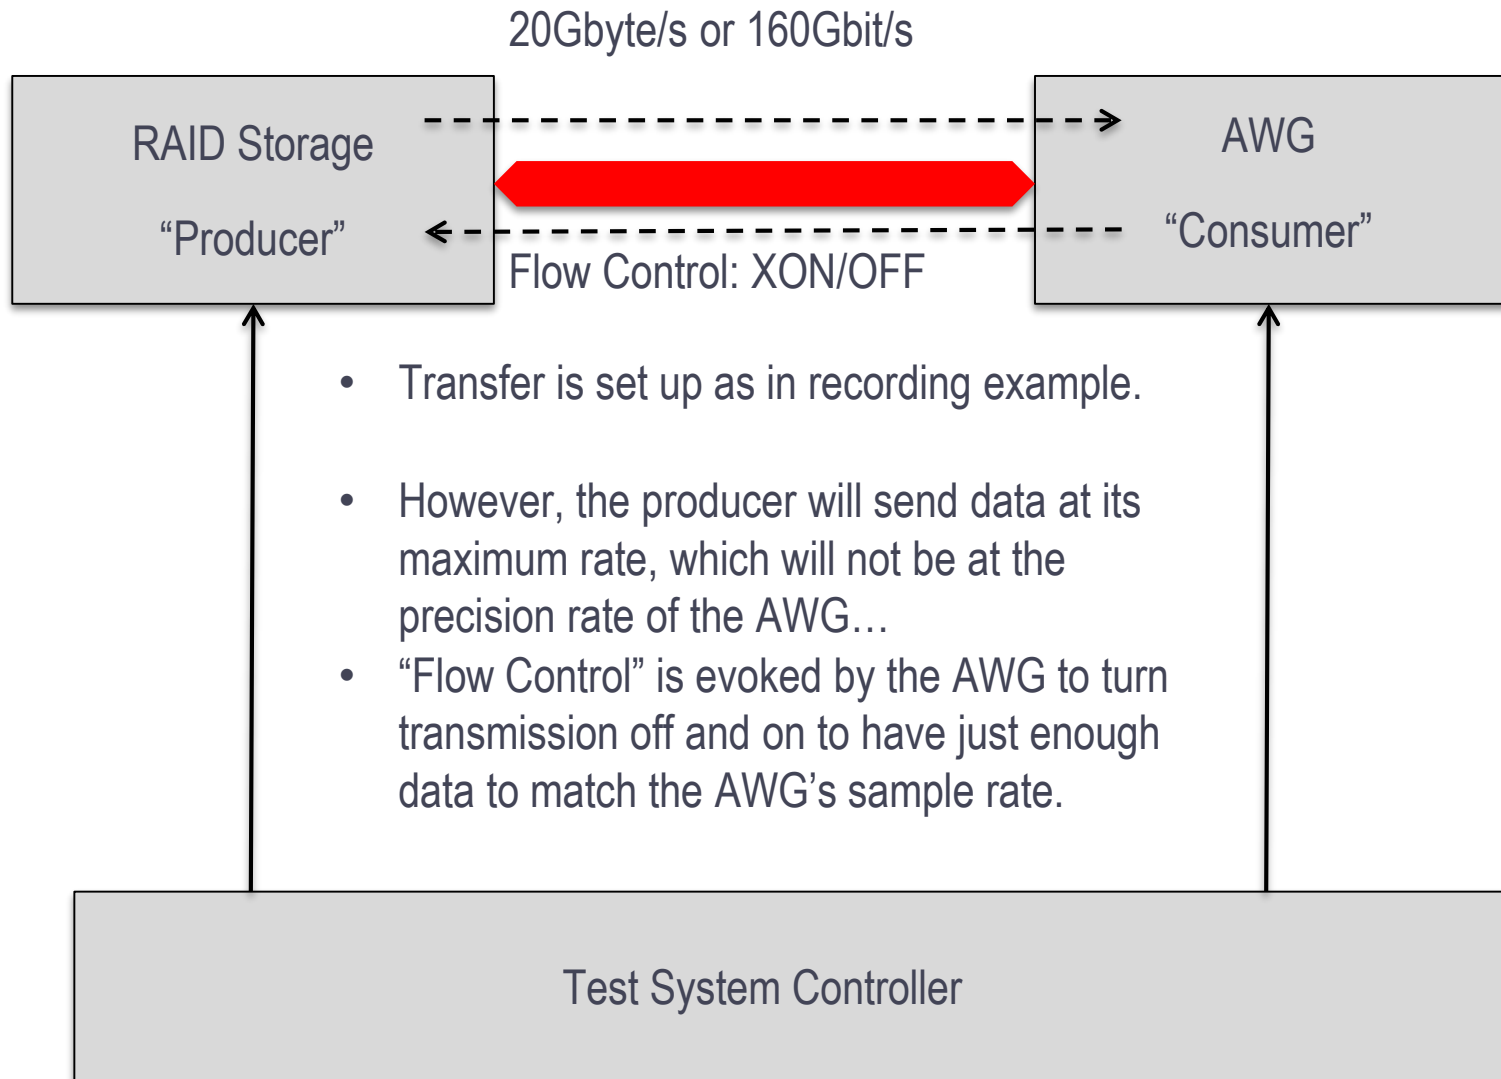 20Gbyte/s or 160Gbit/s
RAID Storage
“Producer”
AWG
“Consumer”
Flow Control: XON/OFF
• Transfer is set up as in recording example.
• However, the producer will send data at its
maximum rate, which will not be at the
precision rate of the AWG…
• “Flow Control” is evoked by the AWG to turn
transmission off and on to have just enough
data to match the AWG’s sample rate.
Test System Controller